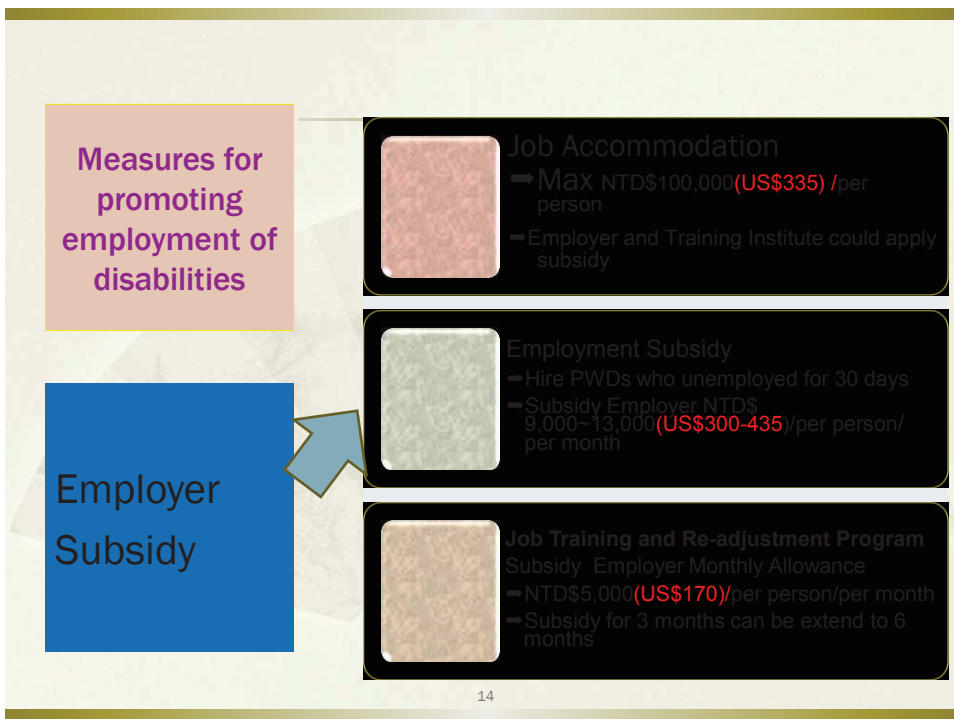 Measures for
promoting
employment of
disabilities
Employer
Subsidy
Job Accommodation
➡Max NTD$100,000(US$335) /per
person
➡Employer and Training Institute could apply
subsidy
Employment Subsidy
➡Hire PWDs who unemployed for 30 days
➡Subsidy Employer NTD$
9,000~13,000(US$300-435)/per person/
per month
Job Training and Re-adjustment Program
Subsidy Employer Monthly Allowance
➡NTD$5,000(US$170)/per person/per month
➡Subsidy for 3 months can be extend to 6
months
14